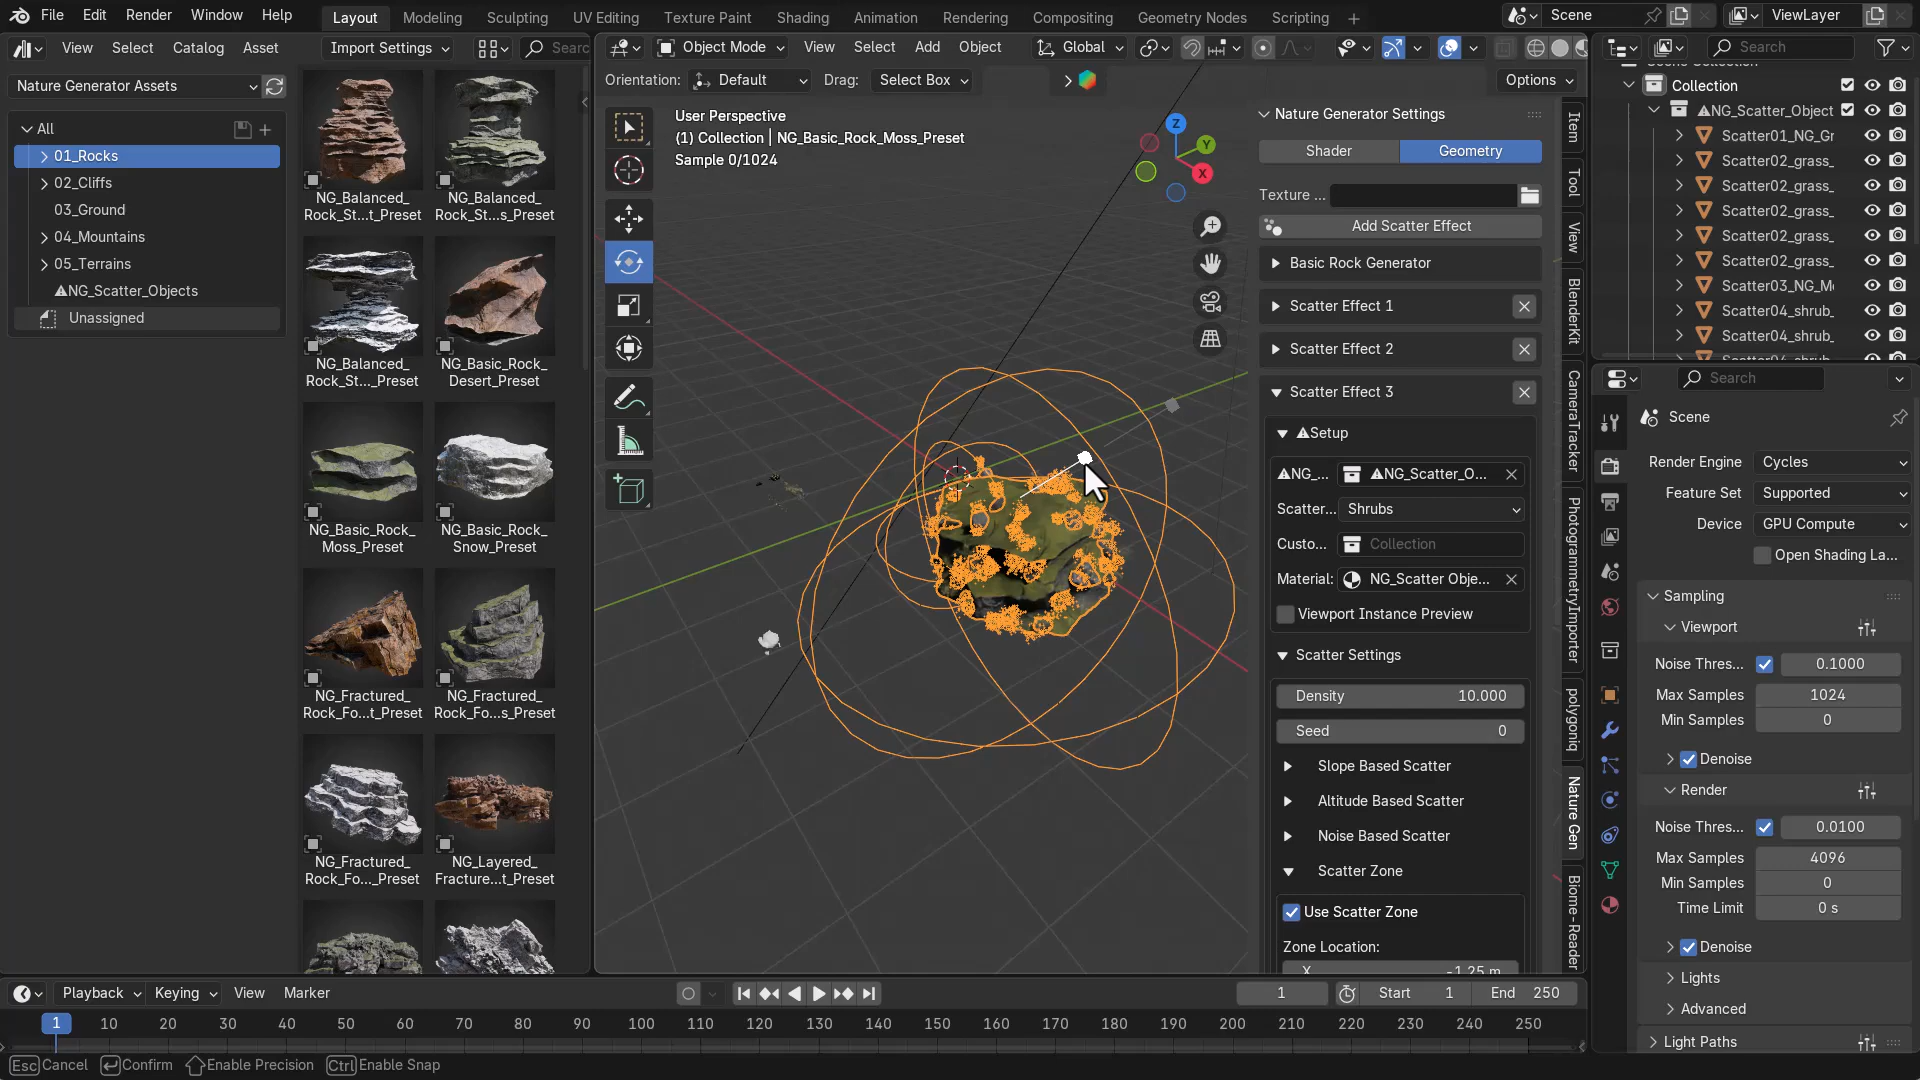 File Edit Render Window Help
Layout Modeling Sculpting UV Editing Texture Paint Shading Animation Rendering Compositing Geometry Nodes Scripting
Scene
ViewLayer
View Select Catalog Asset Import Settings
Object Mode View Select Add Object Global
Search
Nature Generator Assets
Orientation: Default Drag: Select Box Options
All
01_Rocks
02_Cliffs
03_Ground
04_Mountains
05_Terrains
⚠NG_Scatter_Objects
Unassigned
NG_Balanced_
Rock_St...t_Preset
NG_Balanced_
Rock_St...s_Preset
NG_Balanced_
Rock_St..._Preset
NG_Basic_Rock_
Desert_Preset
NG_Basic_Rock_
Moss_Preset
NG_Basic_Rock_
Snow_Preset
NG_Fractured_
Rock_Fo...t_Preset
NG_Fractured_
Rock_Fo...s_Preset
NG_Fractured_
Rock_Fo..._Preset
NG_Layered_
Fracture...t_Preset
User Perspective
(1) Collection | NG_Basic_Rock_Moss_Preset
Sample 0/1024
Z
Y
X
Nature Generator Settings
Shader Geometry
Texture ...
Add Scatter Effect
Basic Rock Generator
Scatter Effect 1
Scatter Effect 2
Scatter Effect 3
⚠Setup
⚠NG_... ⚠NG_Scatter_O...
Scatter... Shrubs
Custo... Collection
Material: NG_Scatter Obje...
Viewport Instance Preview
Scatter Settings
Density 10.000
Seed 0
Slope Based Scatter
Altitude Based Scatter
Noise Based Scatter
Scatter Zone
Use Scatter Zone
Zone Location:
X -1.25 m
Item
Tool
View
BlenderKit
CameraTracker
PhotogrammetryImporter
polygoniq
Nature Gen
Biome-Reader
Scene Collection
Collection
⚠NG_Scatter_Object
Scatter01_NG_Gr
Scatter02_grass_
Scatter02_grass_
Scatter02_grass_
Scatter02_grass_
Scatter02_grass_
Scatter03_NG_M
Scatter04_shrub_
Scatter04_shrub_
Scatter04_shrub_
Search
Scene
Render Engine Cycles
Feature Set Supported
Device GPU Compute
Open Shading La...
Sampling
Viewport
Noise Thres... 0.1000
Max Samples 1024
Min Samples 0
Denoise
Render
Noise Thres... 0.0100
Max Samples 4096
Min Samples 0
Time Limit 0 s
Denoise
Lights
Advanced
Light Paths
Playback Keying View Marker
1 Start 1 End 250
1 10 20 30 40 50 60 70 80 90 100 110 120 130 140 150 160 170 180 190 200 210 220 230 240 250
Esc Cancel Confirm Enable Precision Ctrl Enable Snap